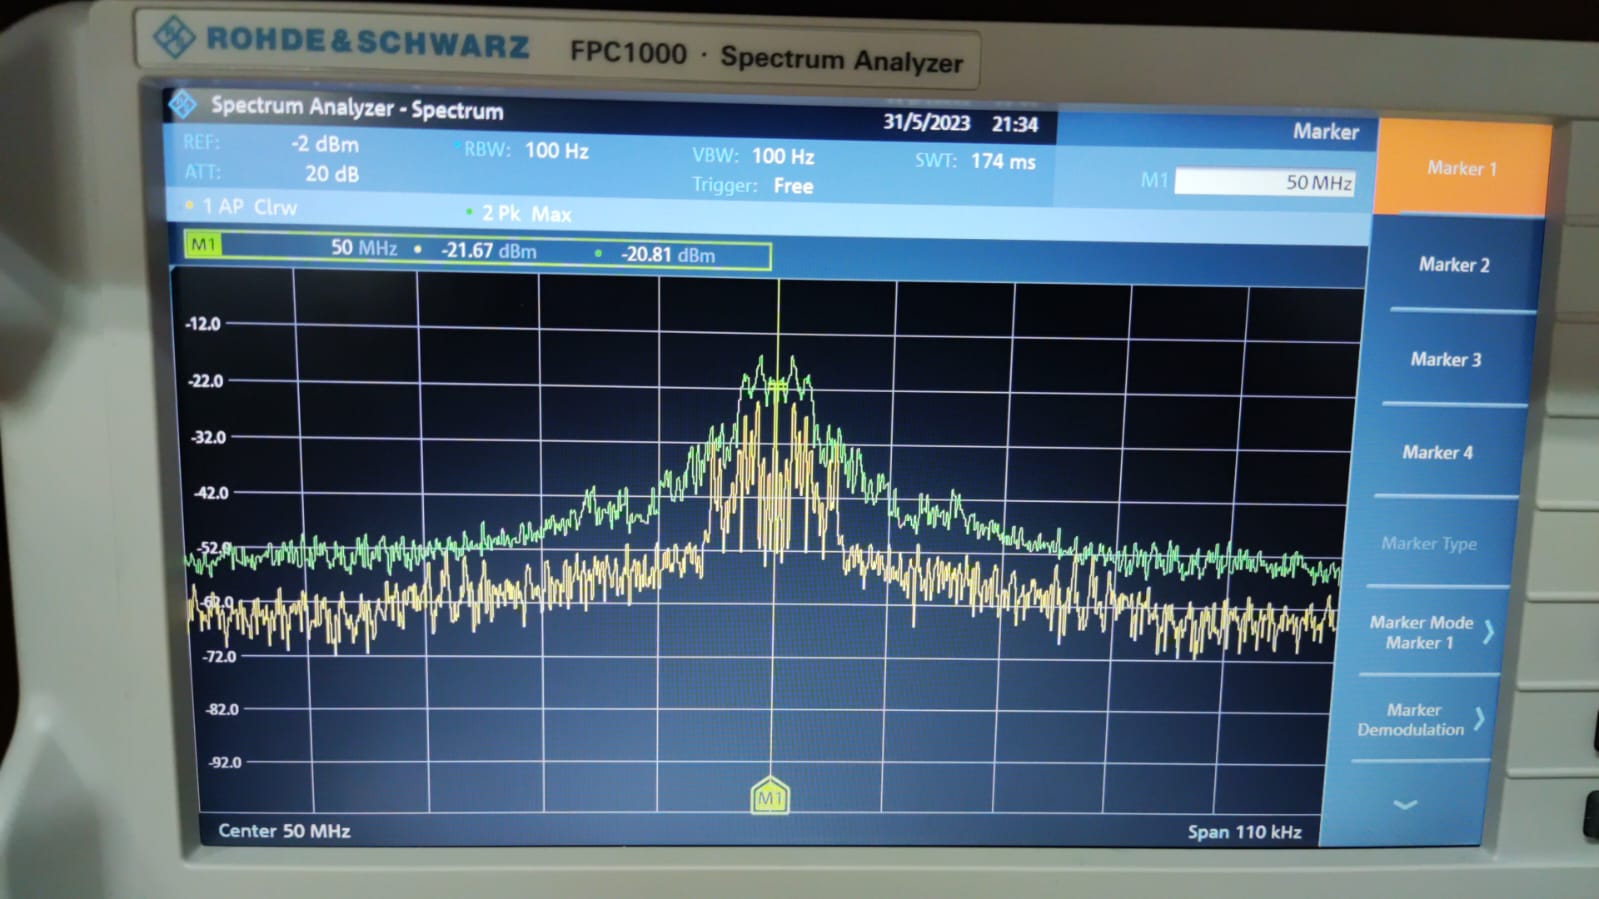 ROHDE&SCHWARZ FPC1000 · Spectrum Analyzer
Spectrum Analyzer - Spectrum 31/5/2023 21:34 Marker
REF: -2 dBm RBW: 100 Hz VBW: 100 Hz SWT: 174 ms
ATT: 20 dB Trigger: Free M1 50 MHz
1 AP Clrw 2 Pk Max
M1 50 MHz -21.67 dBm -20.81 dBm
-12.0
-22.0
-32.0
-42.0
-52.0
-62.0
-72.0
-82.0
-92.0
M1
Center 50 MHz Span 110 kHz
Marker 1
Marker 2
Marker 3
Marker 4
Marker Type
Marker Mode
Marker 1
Marker
Demodulation